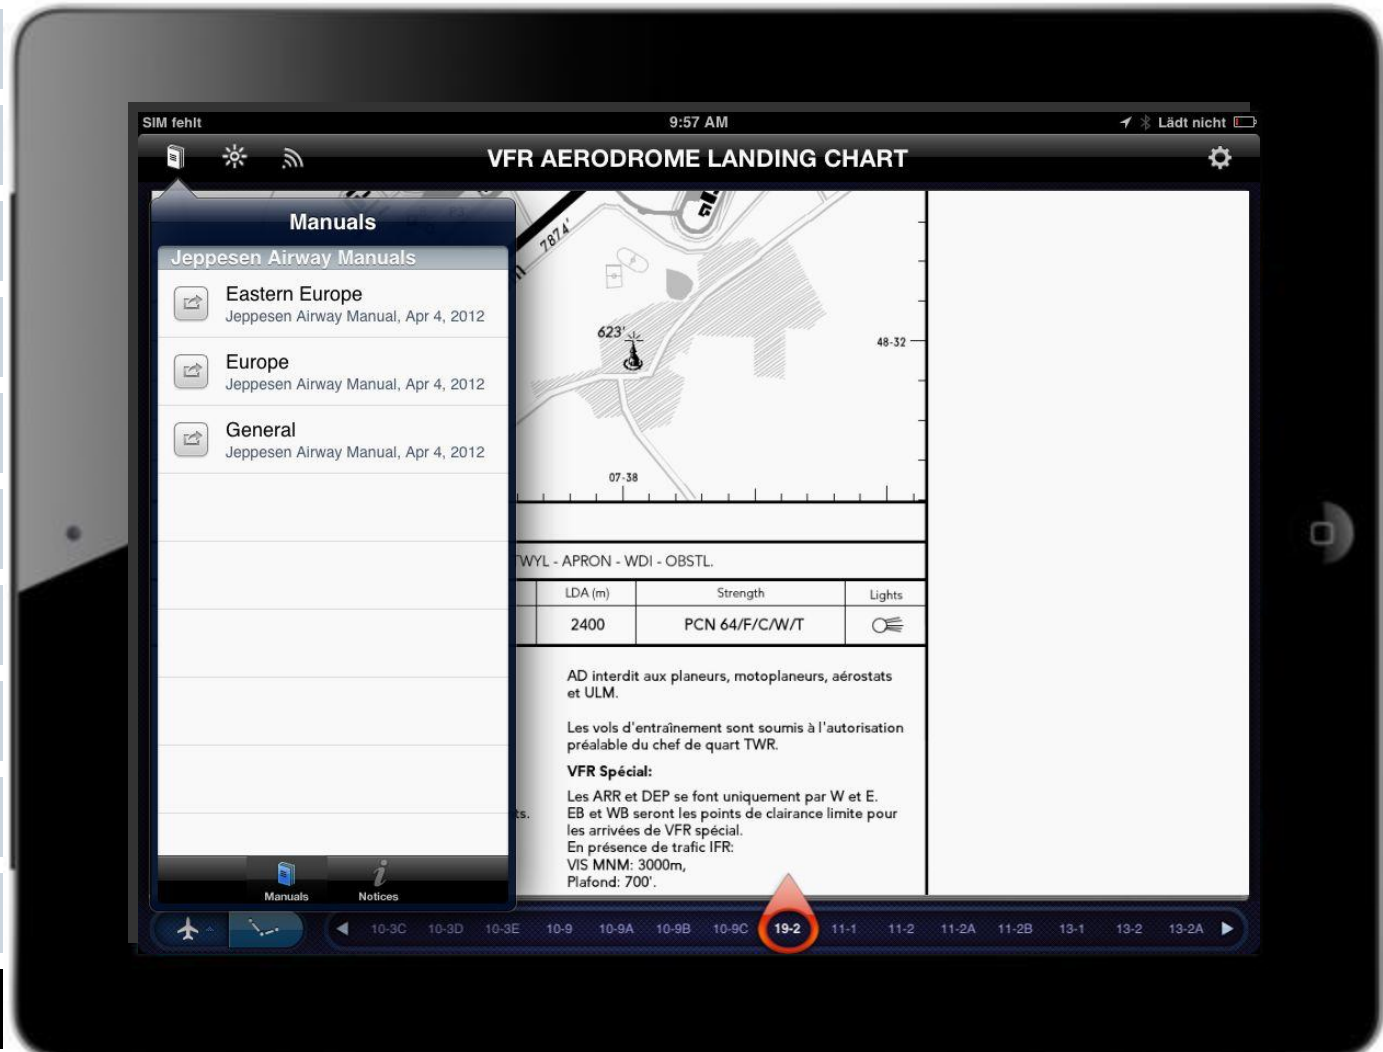 SIM fehlt
9:57 AM
Lädt nicht
VFR AERODROME LANDING CHART
Manuals
Jeppesen Airway Manuals
Eastern Europe
Jeppesen Airway Manual, Apr 4, 2012
Europe
Jeppesen Airway Manual, Apr 4, 2012
General
Jeppesen Airway Manual, Apr 4, 2012
Manuals
Notices
7874'
623'
48-32
07-38
TWYL - APRON - WDI - OBSTL.
LDA (m) Strength Lights
2400 PCN 64/F/C/W/T
AD interdit aux planeurs, motoplaneurs, aérostats
et ULM.
Les vols d'entraînement sont soumis à l'autorisation
préalable du chef de quart TWR.
VFR Spécial:
Les ARR et DEP se font uniquement par W et E.
EB et WB seront les points de clairance limite pour
les arrivées de VFR spécial.
En présence de trafic IFR:
VIS MNM: 3000m,
Plafond: 700'.
10-3C 10-3D 10-3E 10-9 10-9A 10-9B 10-9C 19-2 11-1 11-2 11-2A 11-2B 13-1 13-2 13-2A